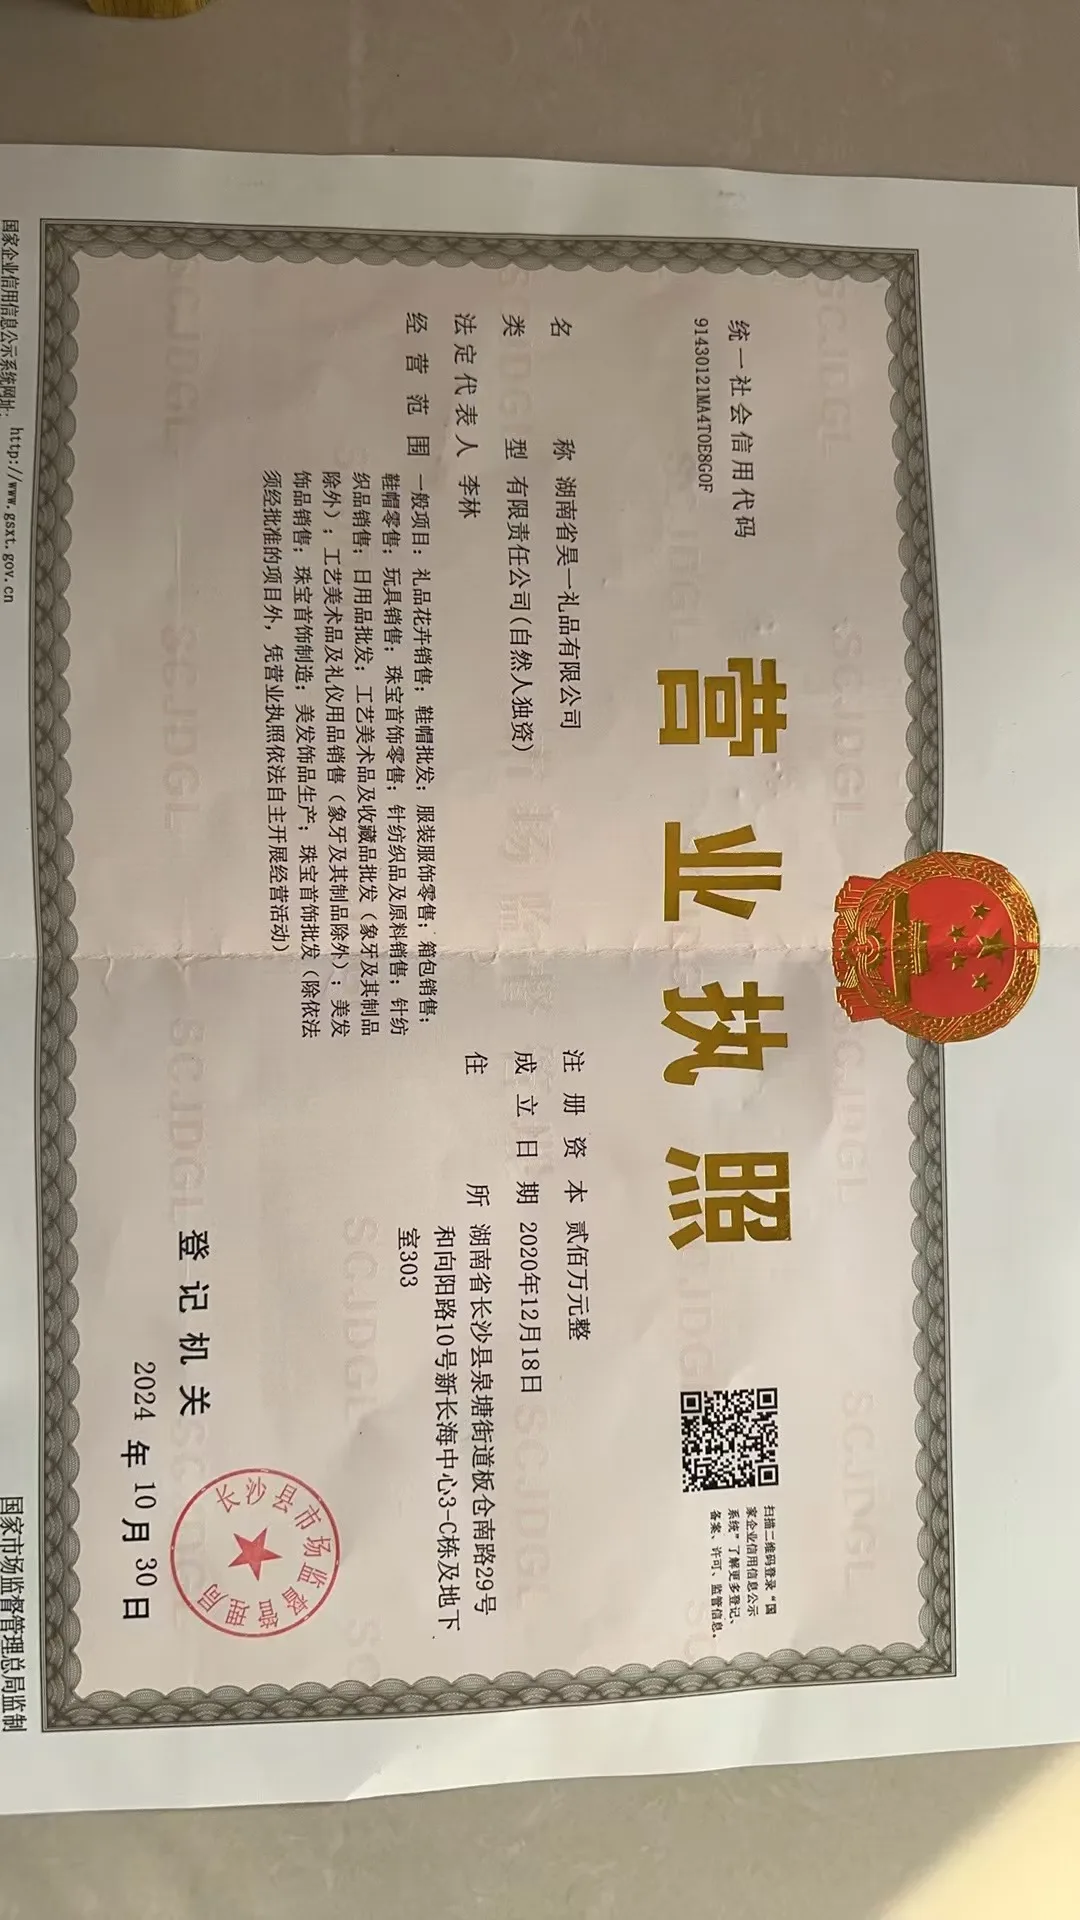 营业执照
统一社会信用代码
91430121MA4T0E8G0F
扫描二维码登录“国
家企业信用信息公示
系统”了解更多登记、
备案、许可、监管信息。
名称 湖南省昊一礼品有限公司
类型 有限责任公司(自然人独资)
法定代表人 李林
经营范围 一般项目：礼品花卉销售；鞋帽批发；服装服饰零售；箱包销售；
鞋帽零售；玩具销售；珠宝首饰零售；针纺织品及原料销售；针纺
织品销售；日用品批发；工艺美术品及收藏品批发（象牙及其制品
除外）；工艺美术品及礼仪用品销售（象牙及其制品除外）；美发
饰品销售；珠宝首饰制造；美发饰品生产；珠宝首饰批发（除依法
须经批准的项目外，凭营业执照依法自主开展经营活动）
注册资本 贰佰万元整
成立日期 2020年12月18日
住所 湖南省长沙县泉塘街道板仓南路29号
和向阳路10号新长海中心3-C栋及地下
室303
登记机关
长沙县市场监督管理局
2024 年 10 月 30 日
国家企业信用信息公示系统网址：http://www.gsxt.gov.cn
国家市场监督管理总局监制